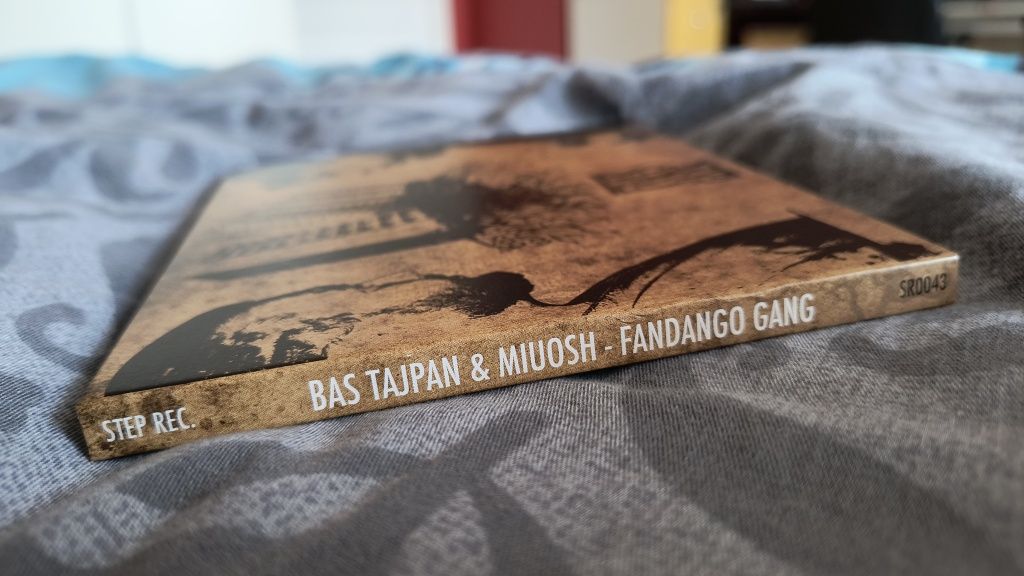 STEP REC.
BAS TAJPAN & MIUOSH - FANDANGO GANG
SR0043